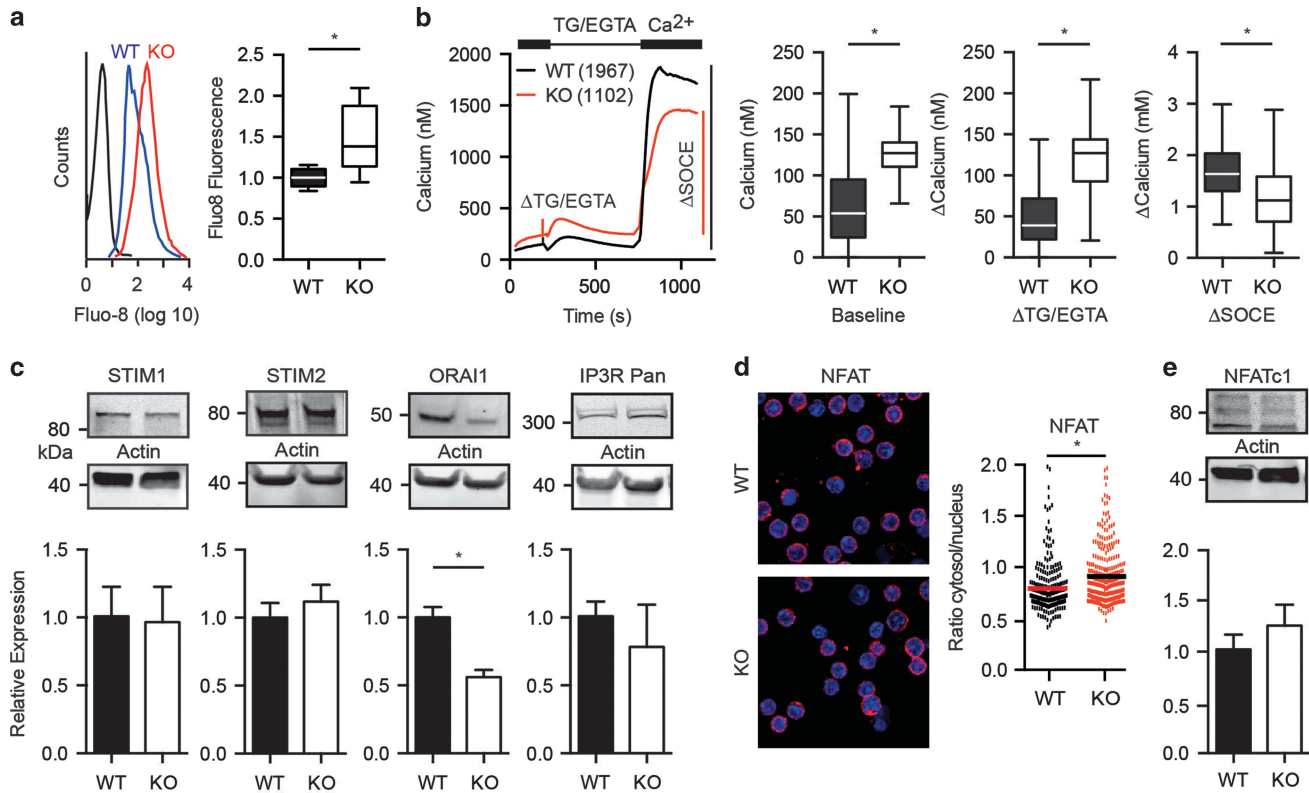 a
WT KO
Counts
0 2 4
Fluo-8 (log 10)
*
Fluo8 Fluorescence
2.5
2.0
1.5
1.0
0.5
0.0
WT KO
b
TG/EGTA Ca2+
2000
1500
1000
500
0
Calcium (nM)
WT (1967)
KO (1102)
ΔTG/EGTA
ΔSOCE
0 500 1000
Time (s)
*
Calcium (nM)
250
200
150
100
50
0
WT KO
Baseline
*
ΔCalcium (nM)
250
200
150
100
50
0
WT KO
ΔTG/EGTA
*
ΔCalcium (mM)
4
3
2
1
0
WT KO
ΔSOCE
c
STIM1
80
kDa
Actin
40
STIM2
80
Actin
40
ORAI1
50
Actin
40
IP3R Pan
300
Actin
40
Relative Expression
1.5
1.0
0.5
0.0
WT KO
1.5
1.0
0.5
0.0
WT KO
1.5
1.0
0.5
0.0
*
WT KO
1.5
1.0
0.5
0.0
WT KO
d
NFAT
WT
KO
NFAT
*
Ratio cytosol/nucleus
2.0
1.5
1.0
0.5
0.0
WT KO
e
NFATc1
80
Actin
40
2.0
1.5
1.0
0.5
0.0
WT KO